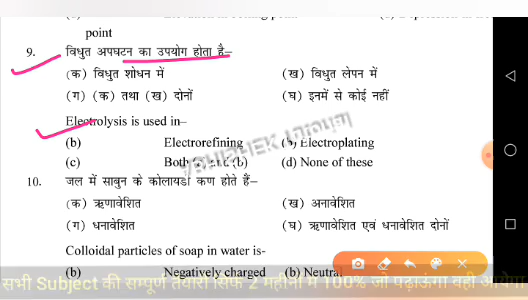 point
9. विधुत अपघटन का उपयोग होता है–
(क) विधुत शोधन में (ख) विधुत लेपन में
(ग) (क) तथा (ख) दोनों (घ) इनमें से कोई नहीं
Electrolysis is used in–
(b) Electrorefining (b) Electroplating
(c) Both (a) and (b) (d) None of these
10. जल में साबुन के कोलायडी कण होते हैं–
(क) ऋणावेशित (ख) अनावेशित
(ग) धनावेशित (घ) ऋणावेशित एवं धनावेशित दोनों
Colloidal particles of soap in water is-
(b) Negatively charged (b) Neutral
सभी Subject की सम्पूर्ण तैयारी सिर्फ 2 महीनों में 100% जो पढ़ाऊंगा वही आयेगा